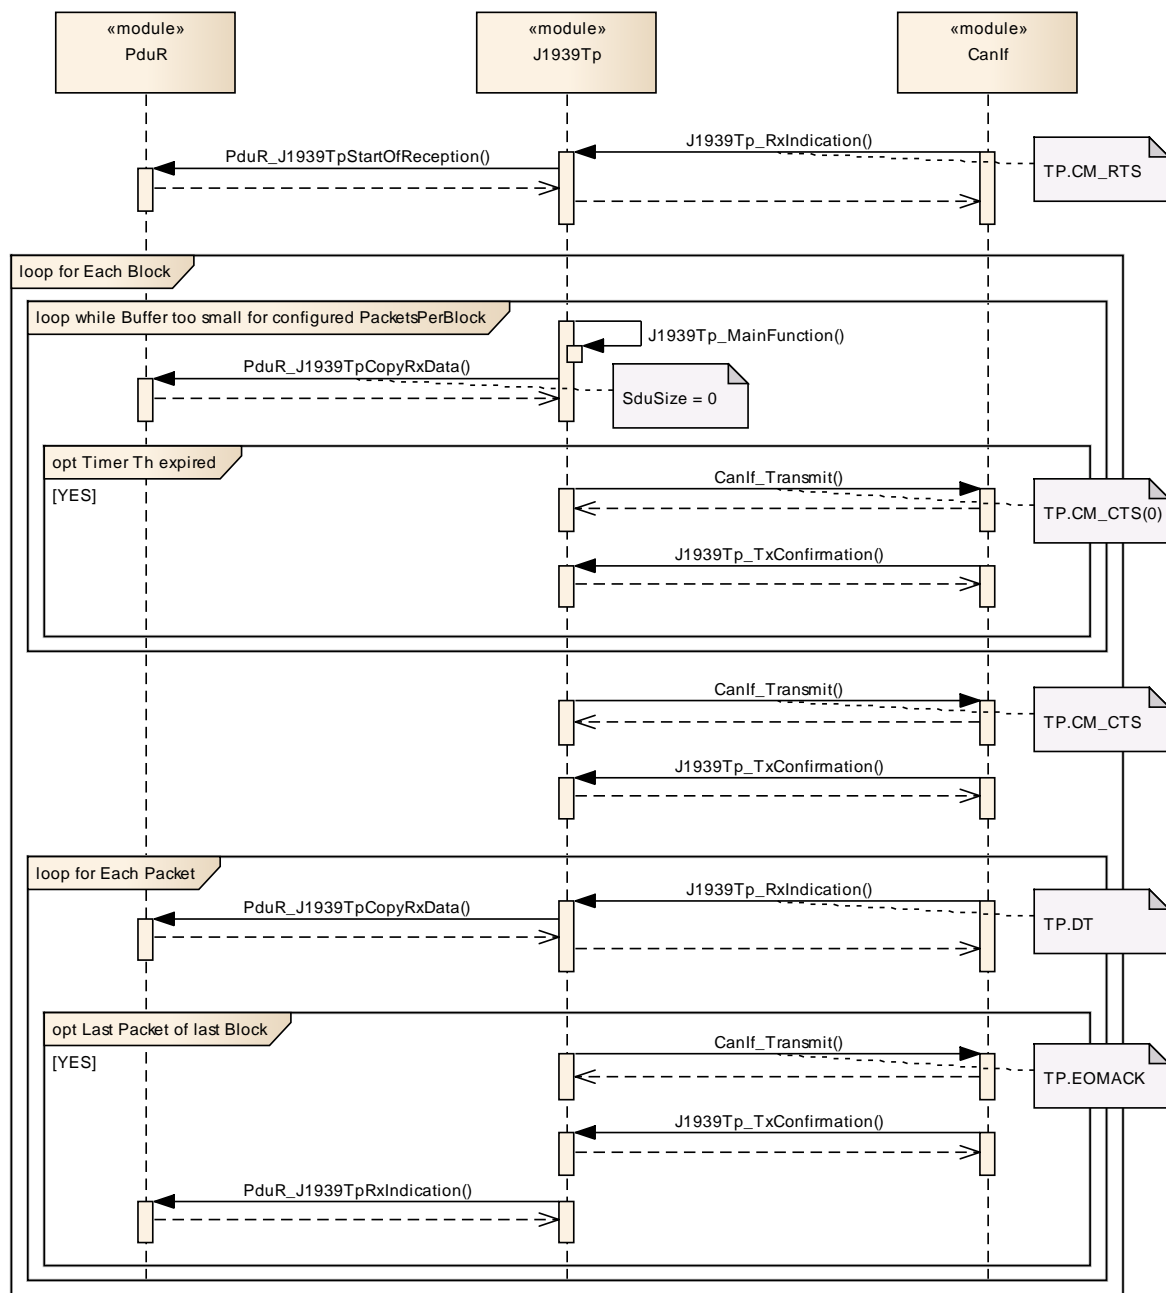 «module»
PduR
«module»
J1939Tp
«module»
CanIf
J1939Tp_RxIndication()
PduR_J1939TpStartOfReception()
TP.CM_RTS
loop for Each Block
loop while Buffer too small for configured PacketsPerBlock
J1939Tp_MainFunction()
PduR_J1939TpCopyRxData()
SduSize = 0
opt Timer Th expired
[YES]
CanIf_Transmit()
TP.CM_CTS(0)
J1939Tp_TxConfirmation()
CanIf_Transmit()
TP.CM_CTS
J1939Tp_TxConfirmation()
loop for Each Packet
J1939Tp_RxIndication()
PduR_J1939TpCopyRxData()
TP.DT
opt Last Packet of last Block
[YES]
CanIf_Transmit()
TP.EOMACK
J1939Tp_TxConfirmation()
PduR_J1939TpRxIndication()